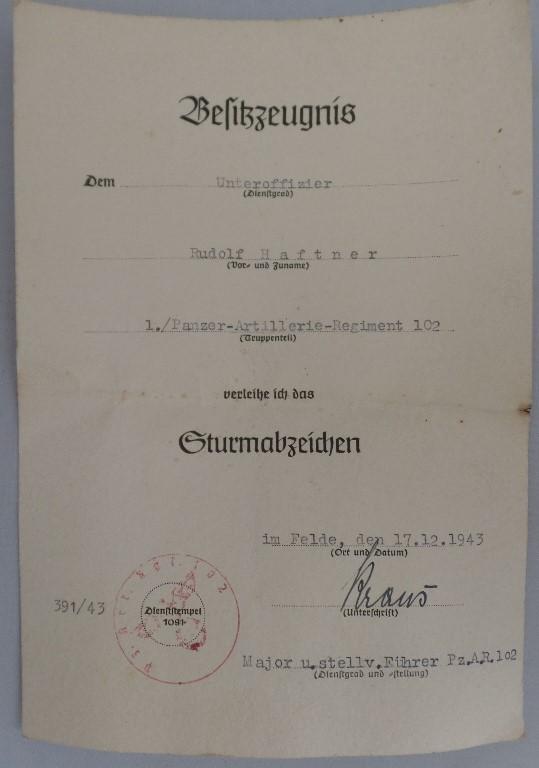 Besitzzeugnis
Dem Unteroffizier
(Dienstgrad)
Rudolf Haftner
(Vor- und Zuname)
1./Panzer-Artillerie-Regiment 102
(Truppenteil)
verleihe ich das
Sturmabzeichen
im Felde, den 17.12.1943
(Ort und Datum)
391/43
Dienststempel
1091
Kraus
(Unterschrift)
Major u.stellv.Führer Pz.A.R.102
(Dienstgrad und -stellung)